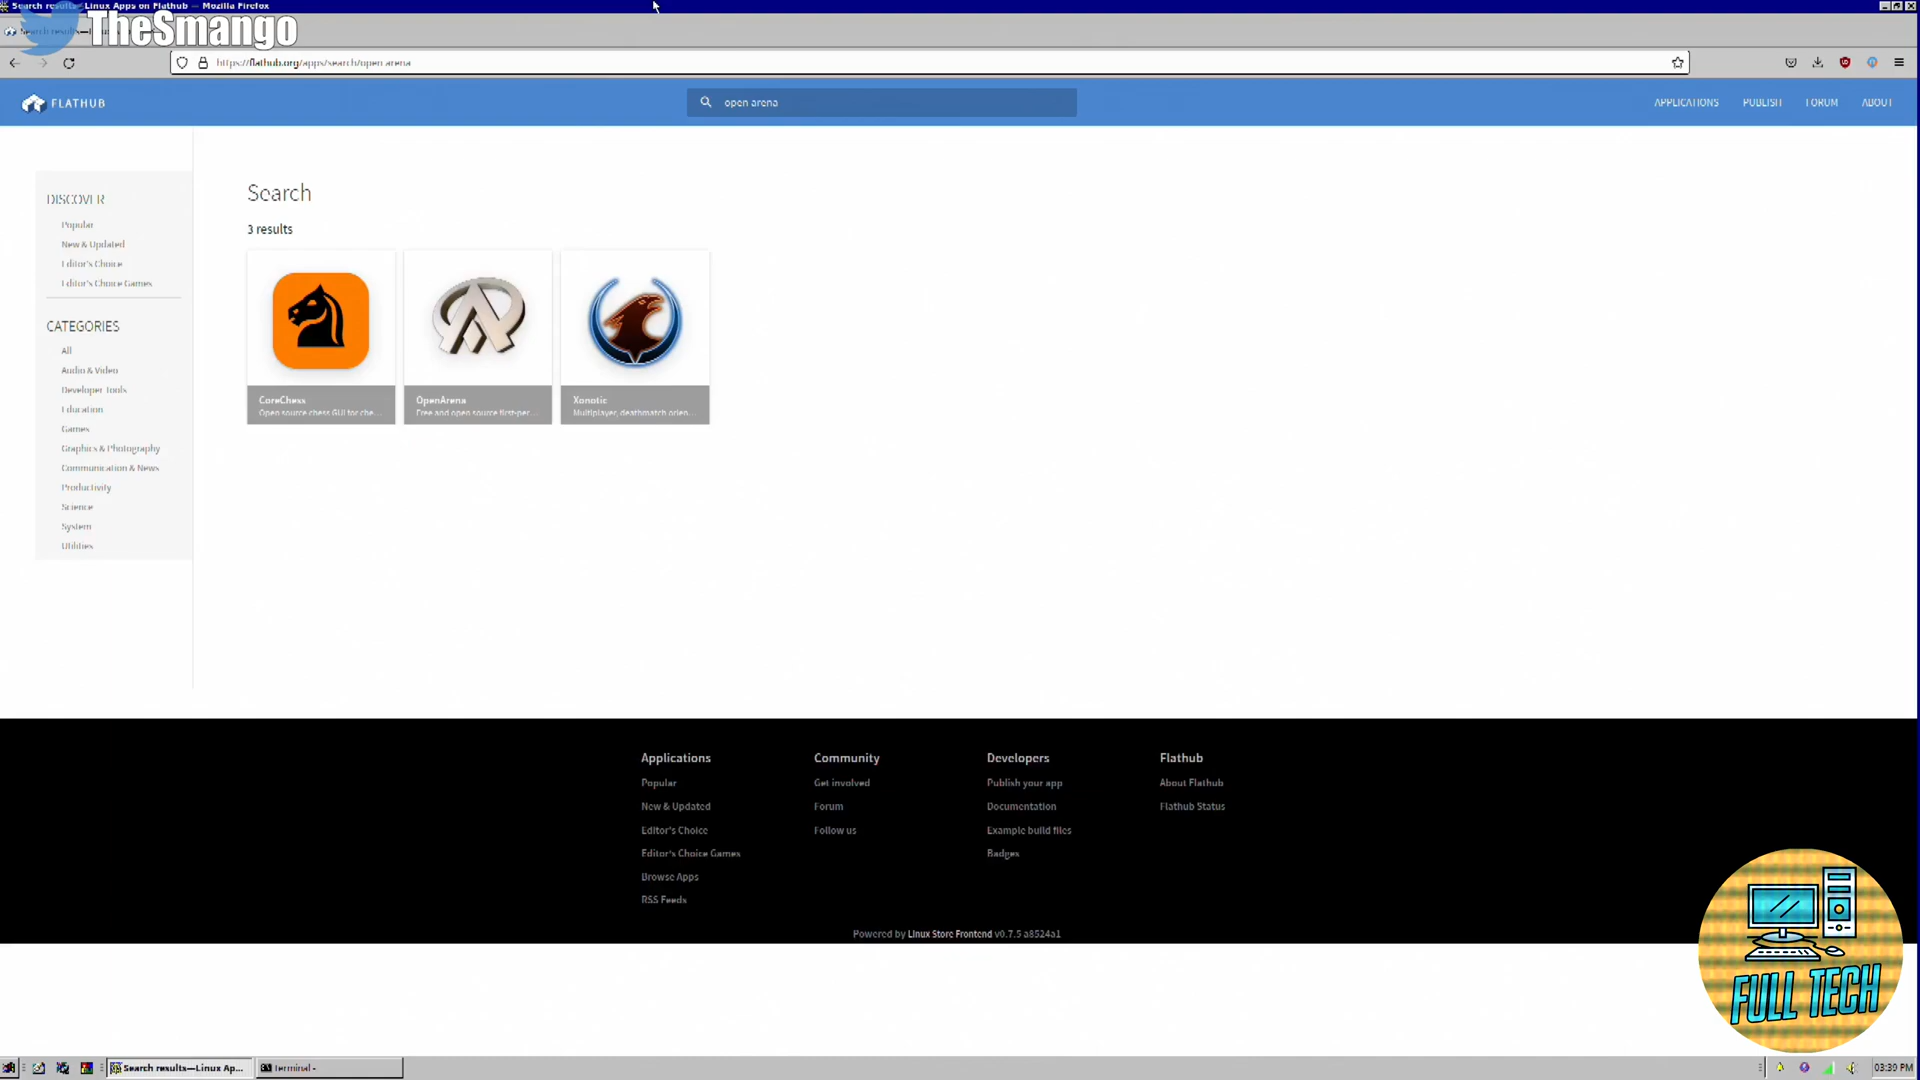 Search results—Linux Apps on Flathub — Mozilla Firefox
TheSmango
https://flathub.org/apps/search/open arena
FLATHUB
open arena
APPLICATIONS
PUBLISH
FORUM
ABOUT
DISCOVER
Popular
New & Updated
Editor's Choice
Editor's Choice Games
CATEGORIES
All
Audio & Video
Developer Tools
Education
Games
Graphics & Photography
Communication & News
Productivity
Science
System
Utilities
Search
3 results
CoreChess
Open source chess GUI for che...
OpenArena
Free and open source first-per...
Xonotic
Multiplayer, deathmatch orien...
Applications
Popular
New & Updated
Editor's Choice
Editor's Choice Games
Browse Apps
RSS Feeds
Community
Get involved
Forum
Follow us
Developers
Publish your app
Documentation
Example build files
Badges
Flathub
About Flathub
Flathub Status
Powered by Linux Store Frontend v0.7.5 a8524a1
FULL TECH
Search results—Linux Ap...
Terminal -
03:39 PM